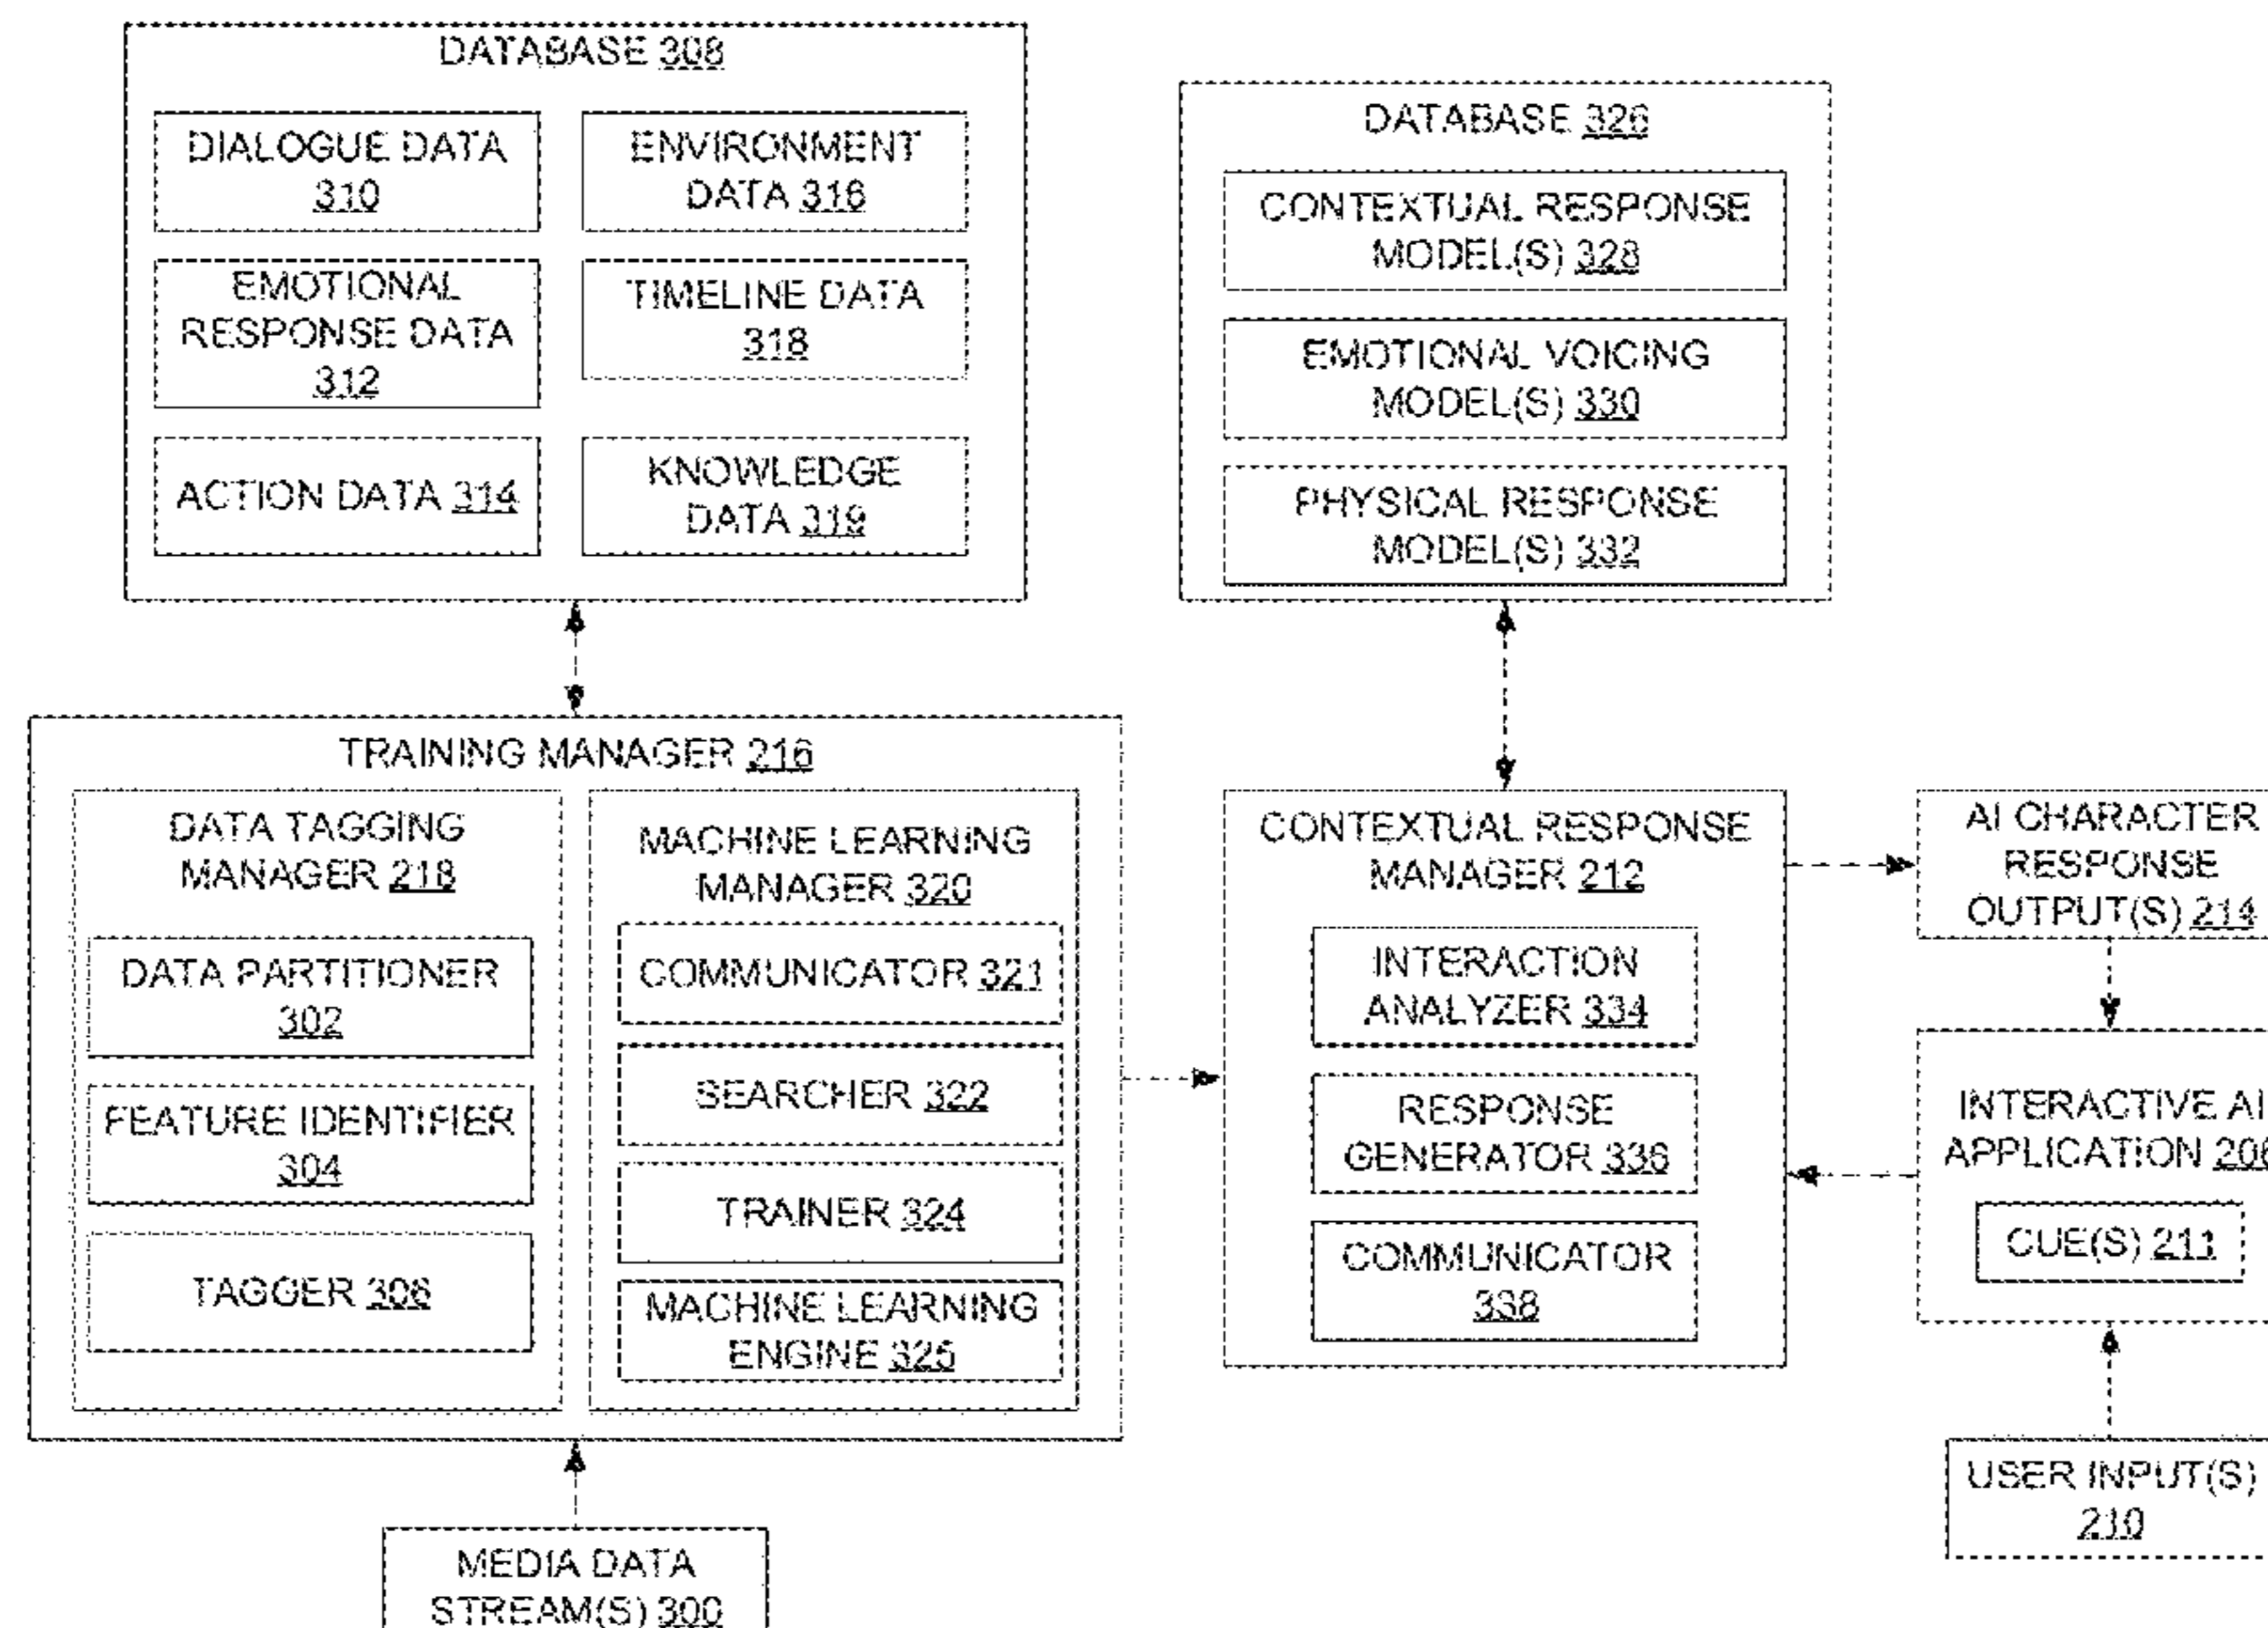 DATABASE 308
DIALOGUE DATA
310
ENVIRONMENT
DATA 316
EMOTIONAL
RESPONSE DATA
312
TIMELINE DATA
318
ACTION DATA 314
KNOWLEDGE
DATA 319
DATABASE 326
CONTEXTUAL RESPONSE
MODEL(S) 328
EMOTIONAL VOICING
MODEL(S) 330
PHYSICAL RESPONSE
MODEL(S) 332
TRAINING MANAGER 216
DATA TAGGING
MANAGER 218
DATA PARTITIONER
302
FEATURE IDENTIFIER
304
TAGGER 306
MACHINE LEARNING
MANAGER 320
COMMUNICATOR 321
SEARCHER 322
TRAINER 324
MACHINE LEARNING
ENGINE 325
CONTEXTUAL RESPONSE
MANAGER 212
INTERACTION
ANALYZER 334
RESPONSE
GENERATOR 336
COMMUNICATOR
338
AI CHARACTER
RESPONSE
OUTPUT(S) 214
INTERACTIVE AI
APPLICATION 206
CUE(S) 211
USER INPUT(S)
210
MEDIA DATA
STREAM(S) 300